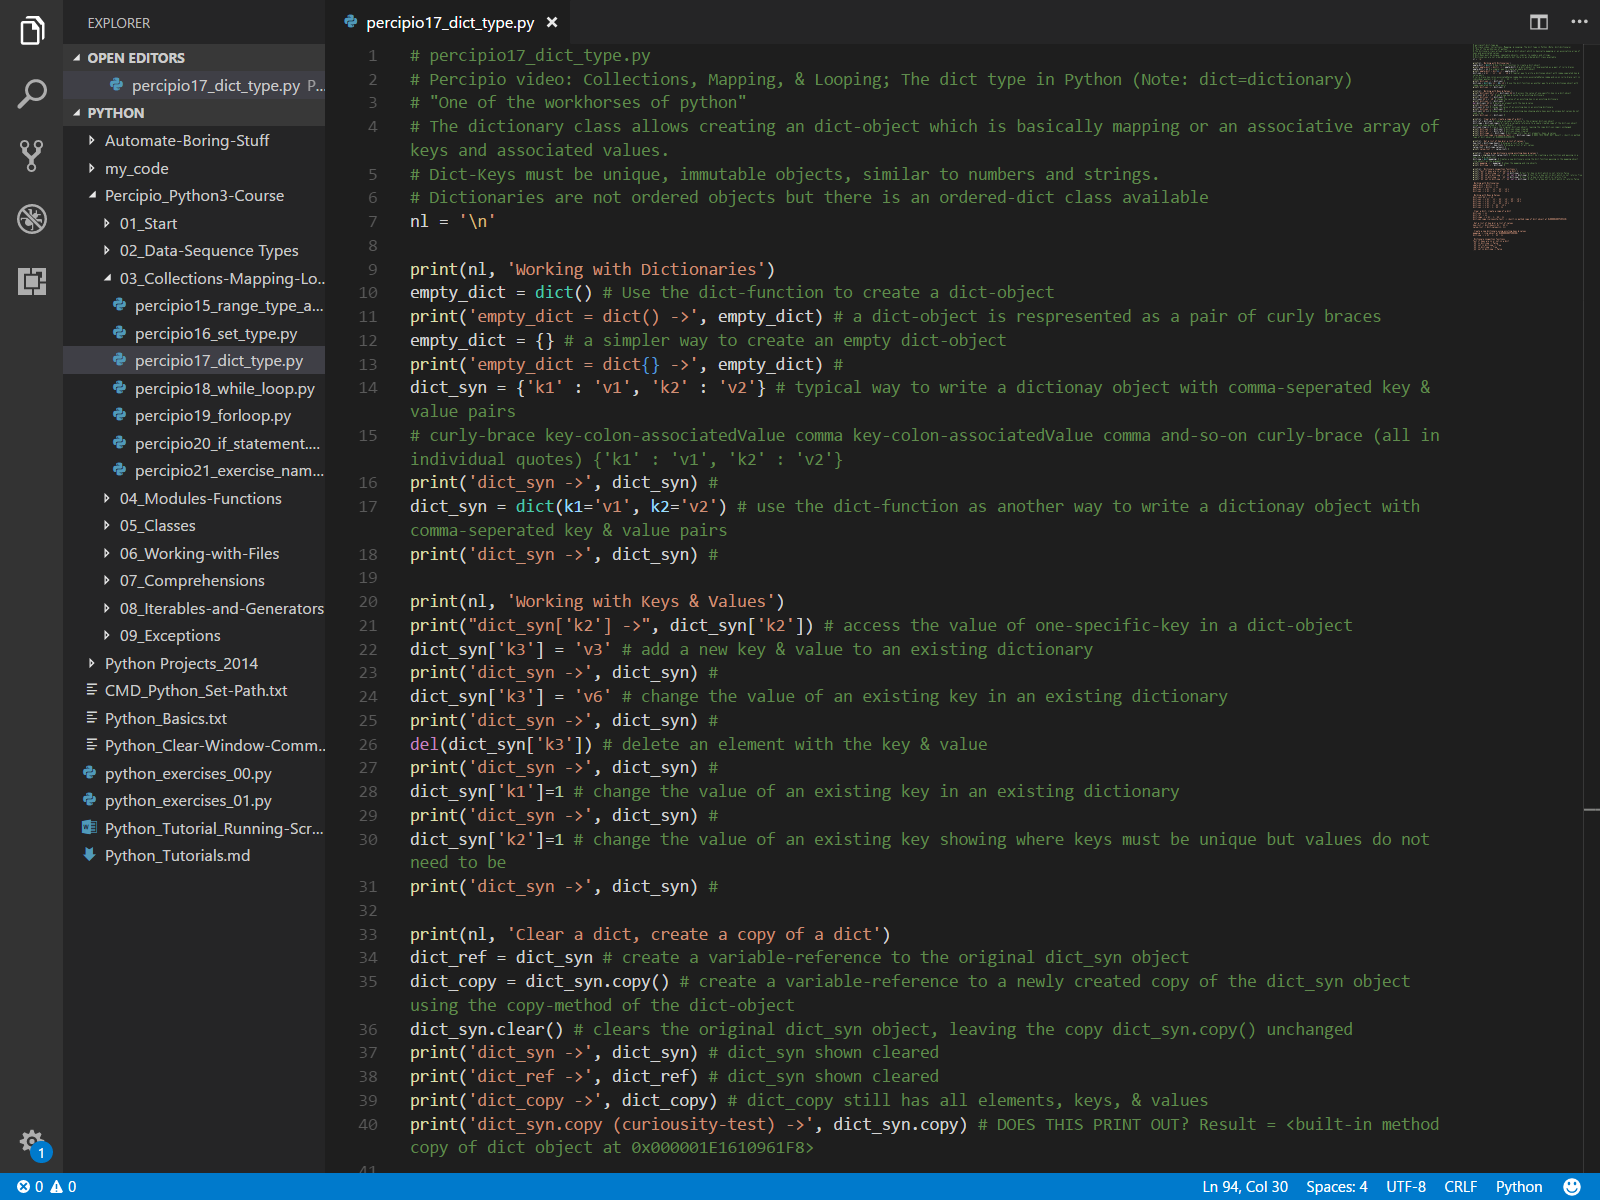 EXPLORER
OPEN EDITORS
percipio17_dict_type.py P...
PYTHON
Automate-Boring-Stuff
my_code
Percipio_Python3-Course
01_Start
02_Data-Sequence Types
03_Collections-Mapping-Lo...
percipio15_range_type_a...
percipio16_set_type.py
percipio17_dict_type.py
percipio18_while_loop.py
percipio19_forloop.py
percipio20_if_statement....
percipio21_exercise_nam...
04_Modules-Functions
05_Classes
06_Working-with-Files
07_Comprehensions
08_Iterables-and-Generators
09_Exceptions
Python Projects_2014
CMD_Python_Set-Path.txt
Python_Basics.txt
Python_Clear-Window-Comm...
python_exercises_00.py
python_exercises_01.py
Python_Tutorial_Running-Scr...
Python_Tutorials.md
1
percipio17_dict_type.py
1 # percipio17_dict_type.py
2 # Percipio video: Collections, Mapping, & Looping; The dict type in Python (Note: dict=dictionary)
3 # "One of the workhorses of python"
4 # The dictionary class allows creating an dict-object which is basically mapping or an associative array of
keys and associated values.
5 # Dict-Keys must be unique, immutable objects, similar to numbers and strings.
6 # Dictionaries are not ordered objects but there is an ordered-dict class available
7 nl = '\n'
8
9 print(nl, 'Working with Dictionaries')
10 empty_dict = dict() # Use the dict-function to create a dict-object
11 print('empty_dict = dict() ->', empty_dict) # a dict-object is respresented as a pair of curly braces
12 empty_dict = {} # a simpler way to create an empty dict-object
13 print('empty_dict = dict{} ->', empty_dict) #
14 dict_syn = {'k1' : 'v1', 'k2' : 'v2'} # typical way to write a dictionay object with comma-seperated key &
value pairs
15 # curly-brace key-colon-associatedValue comma key-colon-associatedValue comma and-so-on curly-brace (all in
individual quotes) {'k1' : 'v1', 'k2' : 'v2'}
16 print('dict_syn ->', dict_syn) #
17 dict_syn = dict(k1='v1', k2='v2') # use the dict-function as another way to write a dictionay object with
comma-seperated key & value pairs
18 print('dict_syn ->', dict_syn) #
19
20 print(nl, 'Working with Keys & Values')
21 print("dict_syn['k2'] ->", dict_syn['k2']) # access the value of one-specific-key in a dict-object
22 dict_syn['k3'] = 'v3' # add a new key & value to an existing dictionary
23 print('dict_syn ->', dict_syn) #
24 dict_syn['k3'] = 'v6' # change the value of an existing key in an existing dictionary
25 print('dict_syn ->', dict_syn) #
26 del(dict_syn['k3']) # delete an element with the key & value
27 print('dict_syn ->', dict_syn) #
28 dict_syn['k1']=1 # change the value of an existing key in an existing dictionary
29 print('dict_syn ->', dict_syn) #
30 dict_syn['k2']=1 # change the value of an existing key showing where keys must be unique but values do not
need to be
31 print('dict_syn ->', dict_syn) #
32
33 print(nl, 'Clear a dict, create a copy of a dict')
34 dict_ref = dict_syn # create a variable-reference to the original dict_syn object
35 dict_copy = dict_syn.copy() # create a variable-reference to a newly created copy of the dict_syn object
using the copy-method of the dict-object
36 dict_syn.clear() # clears the original dict_syn object, leaving the copy dict_syn.copy() unchanged
37 print('dict_syn ->', dict_syn) # dict_syn shown cleared
38 print('dict_ref ->', dict_ref) # dict_syn shown cleared
39 print('dict_copy ->', dict_copy) # dict_copy still has all elements, keys, & values
40 print('dict_syn.copy (curiousity-test) ->', dict_syn.copy) # DOES THIS PRINT OUT? Result = <built-in method
copy of dict object at 0x000001E1610961F8>
41
0 0 Ln 94, Col 30 Spaces: 4 UTF-8 CRLF Python